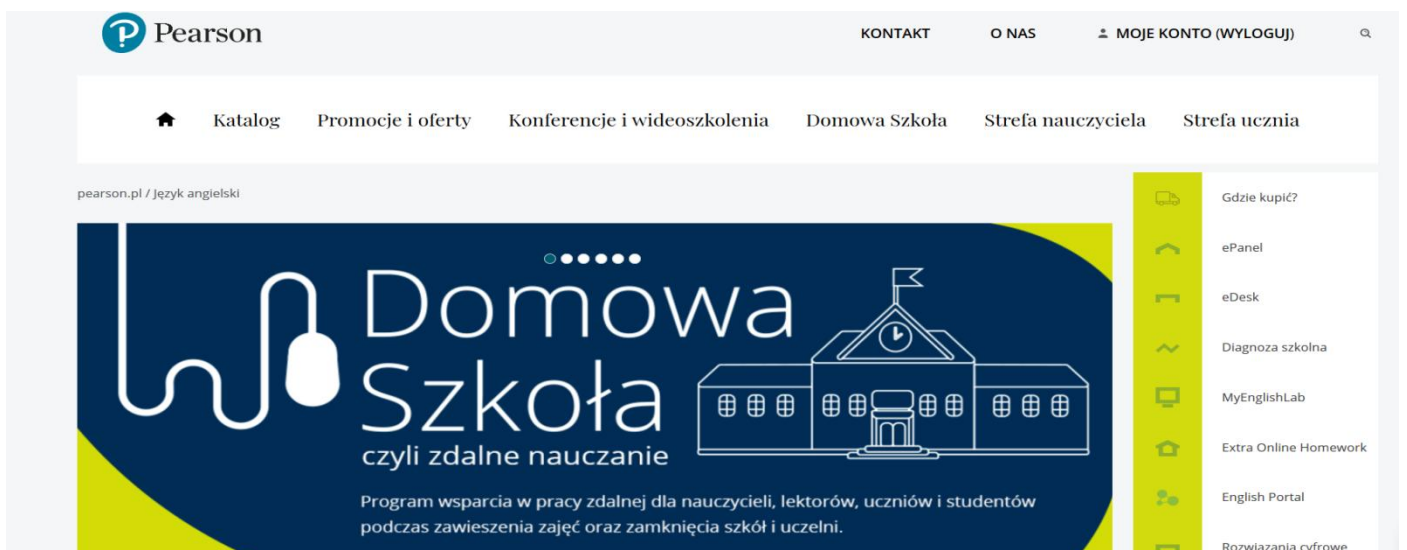 Pearson
KONTAKT O NAS MOJE KONTO (WYLOGUJ)
Katalog Promocje i oferty Konferencje i wideoszkolenia Domowa Szkoła Strefa nauczyciela Strefa ucznia
pearson.pl / Język angielski
Domowa
Szkoła
czyli zdalne nauczanie
Program wsparcia w pracy zdalnej dla nauczycieli, lektorów, uczniów i studentów
podczas zawieszenia zajęć oraz zamknięcia szkół i uczelni.
Gdzie kupić?
ePanel
eDesk
Diagnoza szkolna
MyEnglishLab
Extra Online Homework
English Portal
Rozwiązania cyfrowe